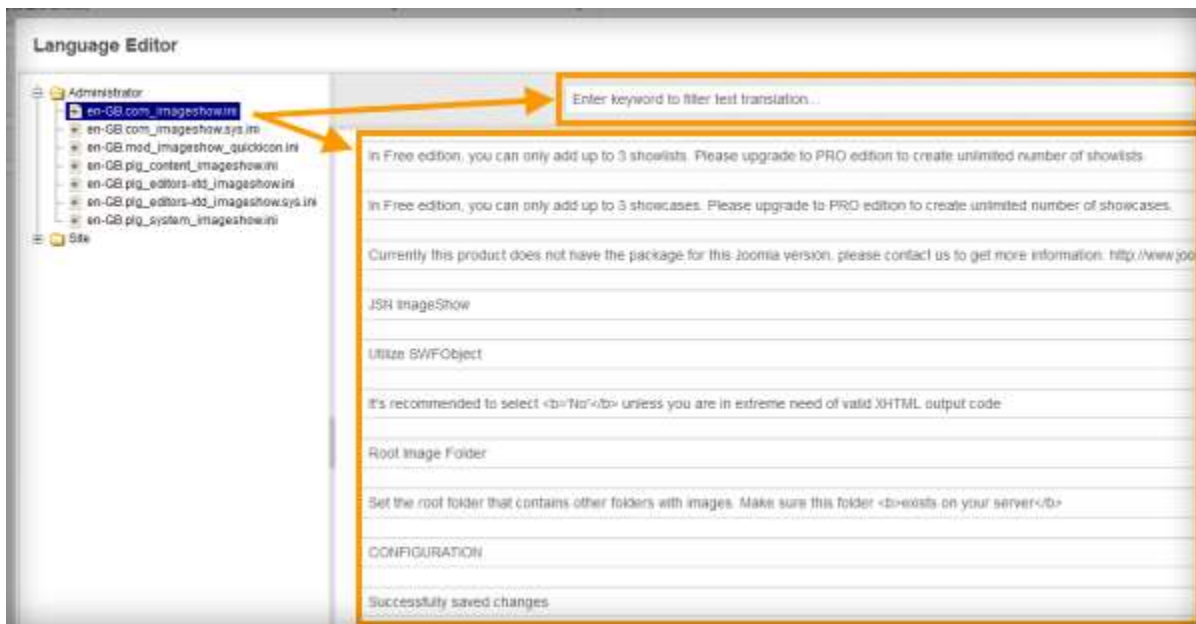 Language Editor
Administrator
en-GB.com_imageshow.ini
en-GB.com_imageshow.sys.ini
en-GB.mod_imageshow_quickicon.ini
en-GB.plg_content_imageshow.ini
en-GB.plg_editors-xtd_imageshow.ini
en-GB.plg_editors-xtd_imageshow.sys.ini
en-GB.plg_system_imageshow.ini
Site
Enter keyword to filter text translation...
In Free edition, you can only add up to 3 showlists. Please upgrade to PRO edition to create unlimited number of showlists.
In Free edition, you can only add up to 3 showcases. Please upgrade to PRO edition to create unlimited number of showcases.
Currently this product does not have the package for this Joomla version, please contact us to get more information. http://www.joo
JSN ImageShow
Utilize SWFObject
It's recommended to select <b>'No'</b> unless you are in extreme need of valid XHTML output code
Root Image Folder
Set the root folder that contains other folders with images. Make sure this folder <b>exists on your server</b>
CONFIGURATION
Successfully saved changes